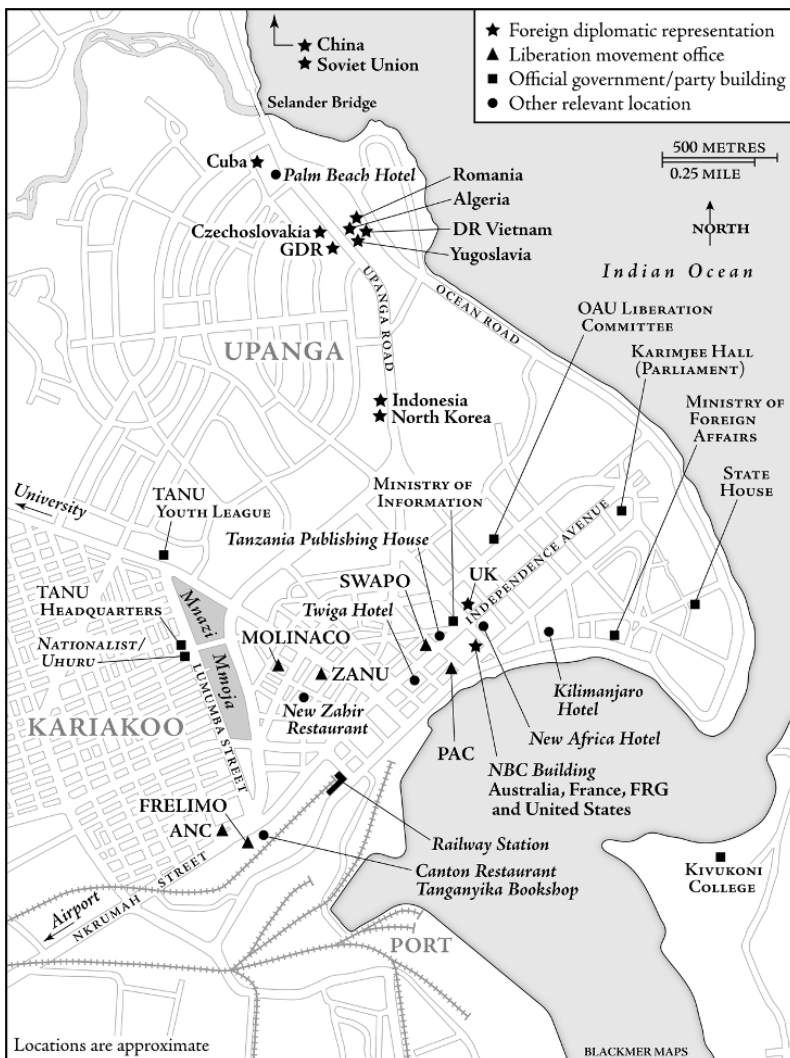 China
Soviet Union
Foreign diplomatic representation
Liberation movement office
Official government/party building
Other relevant location
Selander Bridge
500 METRES
0.25 MILE
NORTH
Cuba
Palm Beach Hotel
Romania
Algeria
Czechoslovakia
DR Vietnam
GDR
Yugoslavia
UPANGA ROAD
OCEAN ROAD
Indian Ocean
UPANGA
OAU Liberation
Committee
Karimjee Hall
(Parliament)
Ministry of
Foreign
Affairs
State
House
Indonesia
North Korea
University
TANU
Youth League
Ministry of
Information
Tanzania Publishing House
INDEPENDENCE AVENUE
UK
SWAPO
Twiga Hotel
TANU
Headquarters
Nationalist/
Uhuru
Mnazi
Mmoja
MOLINACO
ZANU
New Zahir
Restaurant
LUMUMBA STREET
KARIAKOO
Kilimanjaro
Hotel
New Africa Hotel
PAC
NBC Building
Australia, France, FRG
and United States
FRELIMO
ANC
Railway Station
Canton Restaurant
Tanganyika Bookshop
Kivukoni
College
Airport
NKRUMAH STREET
PORT
Locations are approximate
BLACKMER MAPS